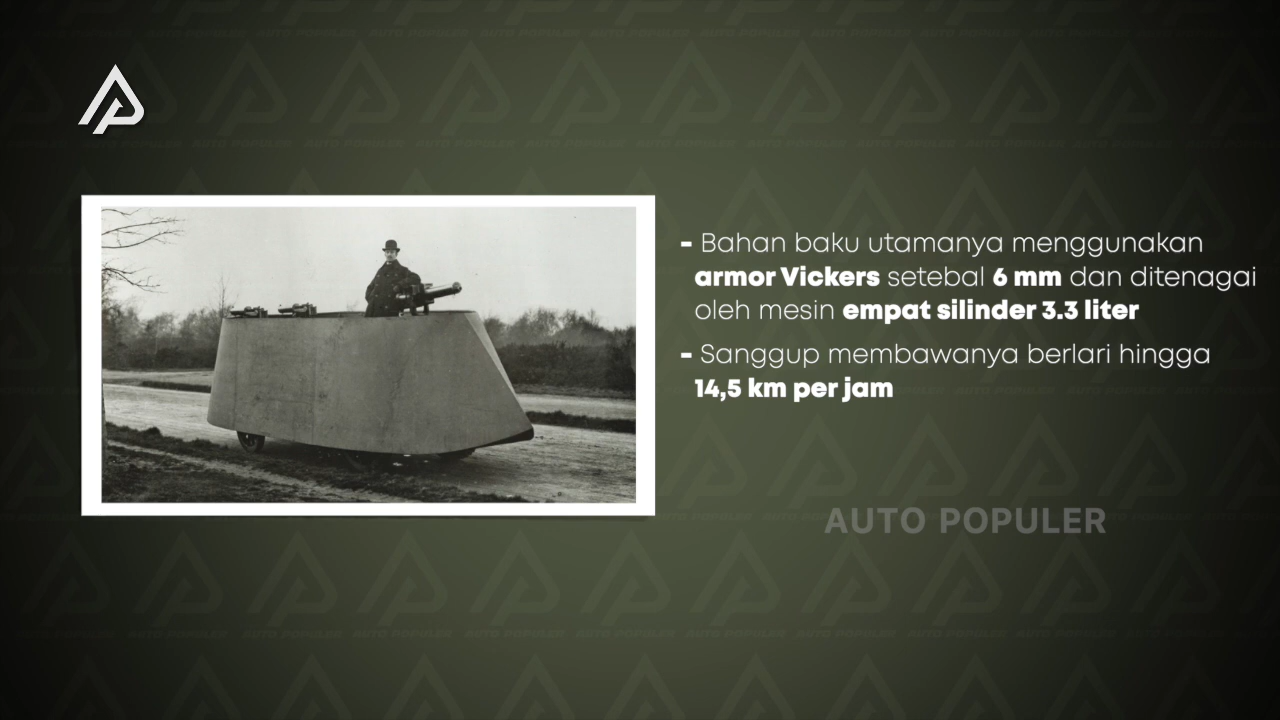 - Bahan baku utamanya menggunakan
armor Vickers setebal 6 mm dan ditenagai
oleh mesin empat silinder 3.3 liter
- Sanggup membawanya berlari hingga
14,5 km per jam
AUTO POPULER